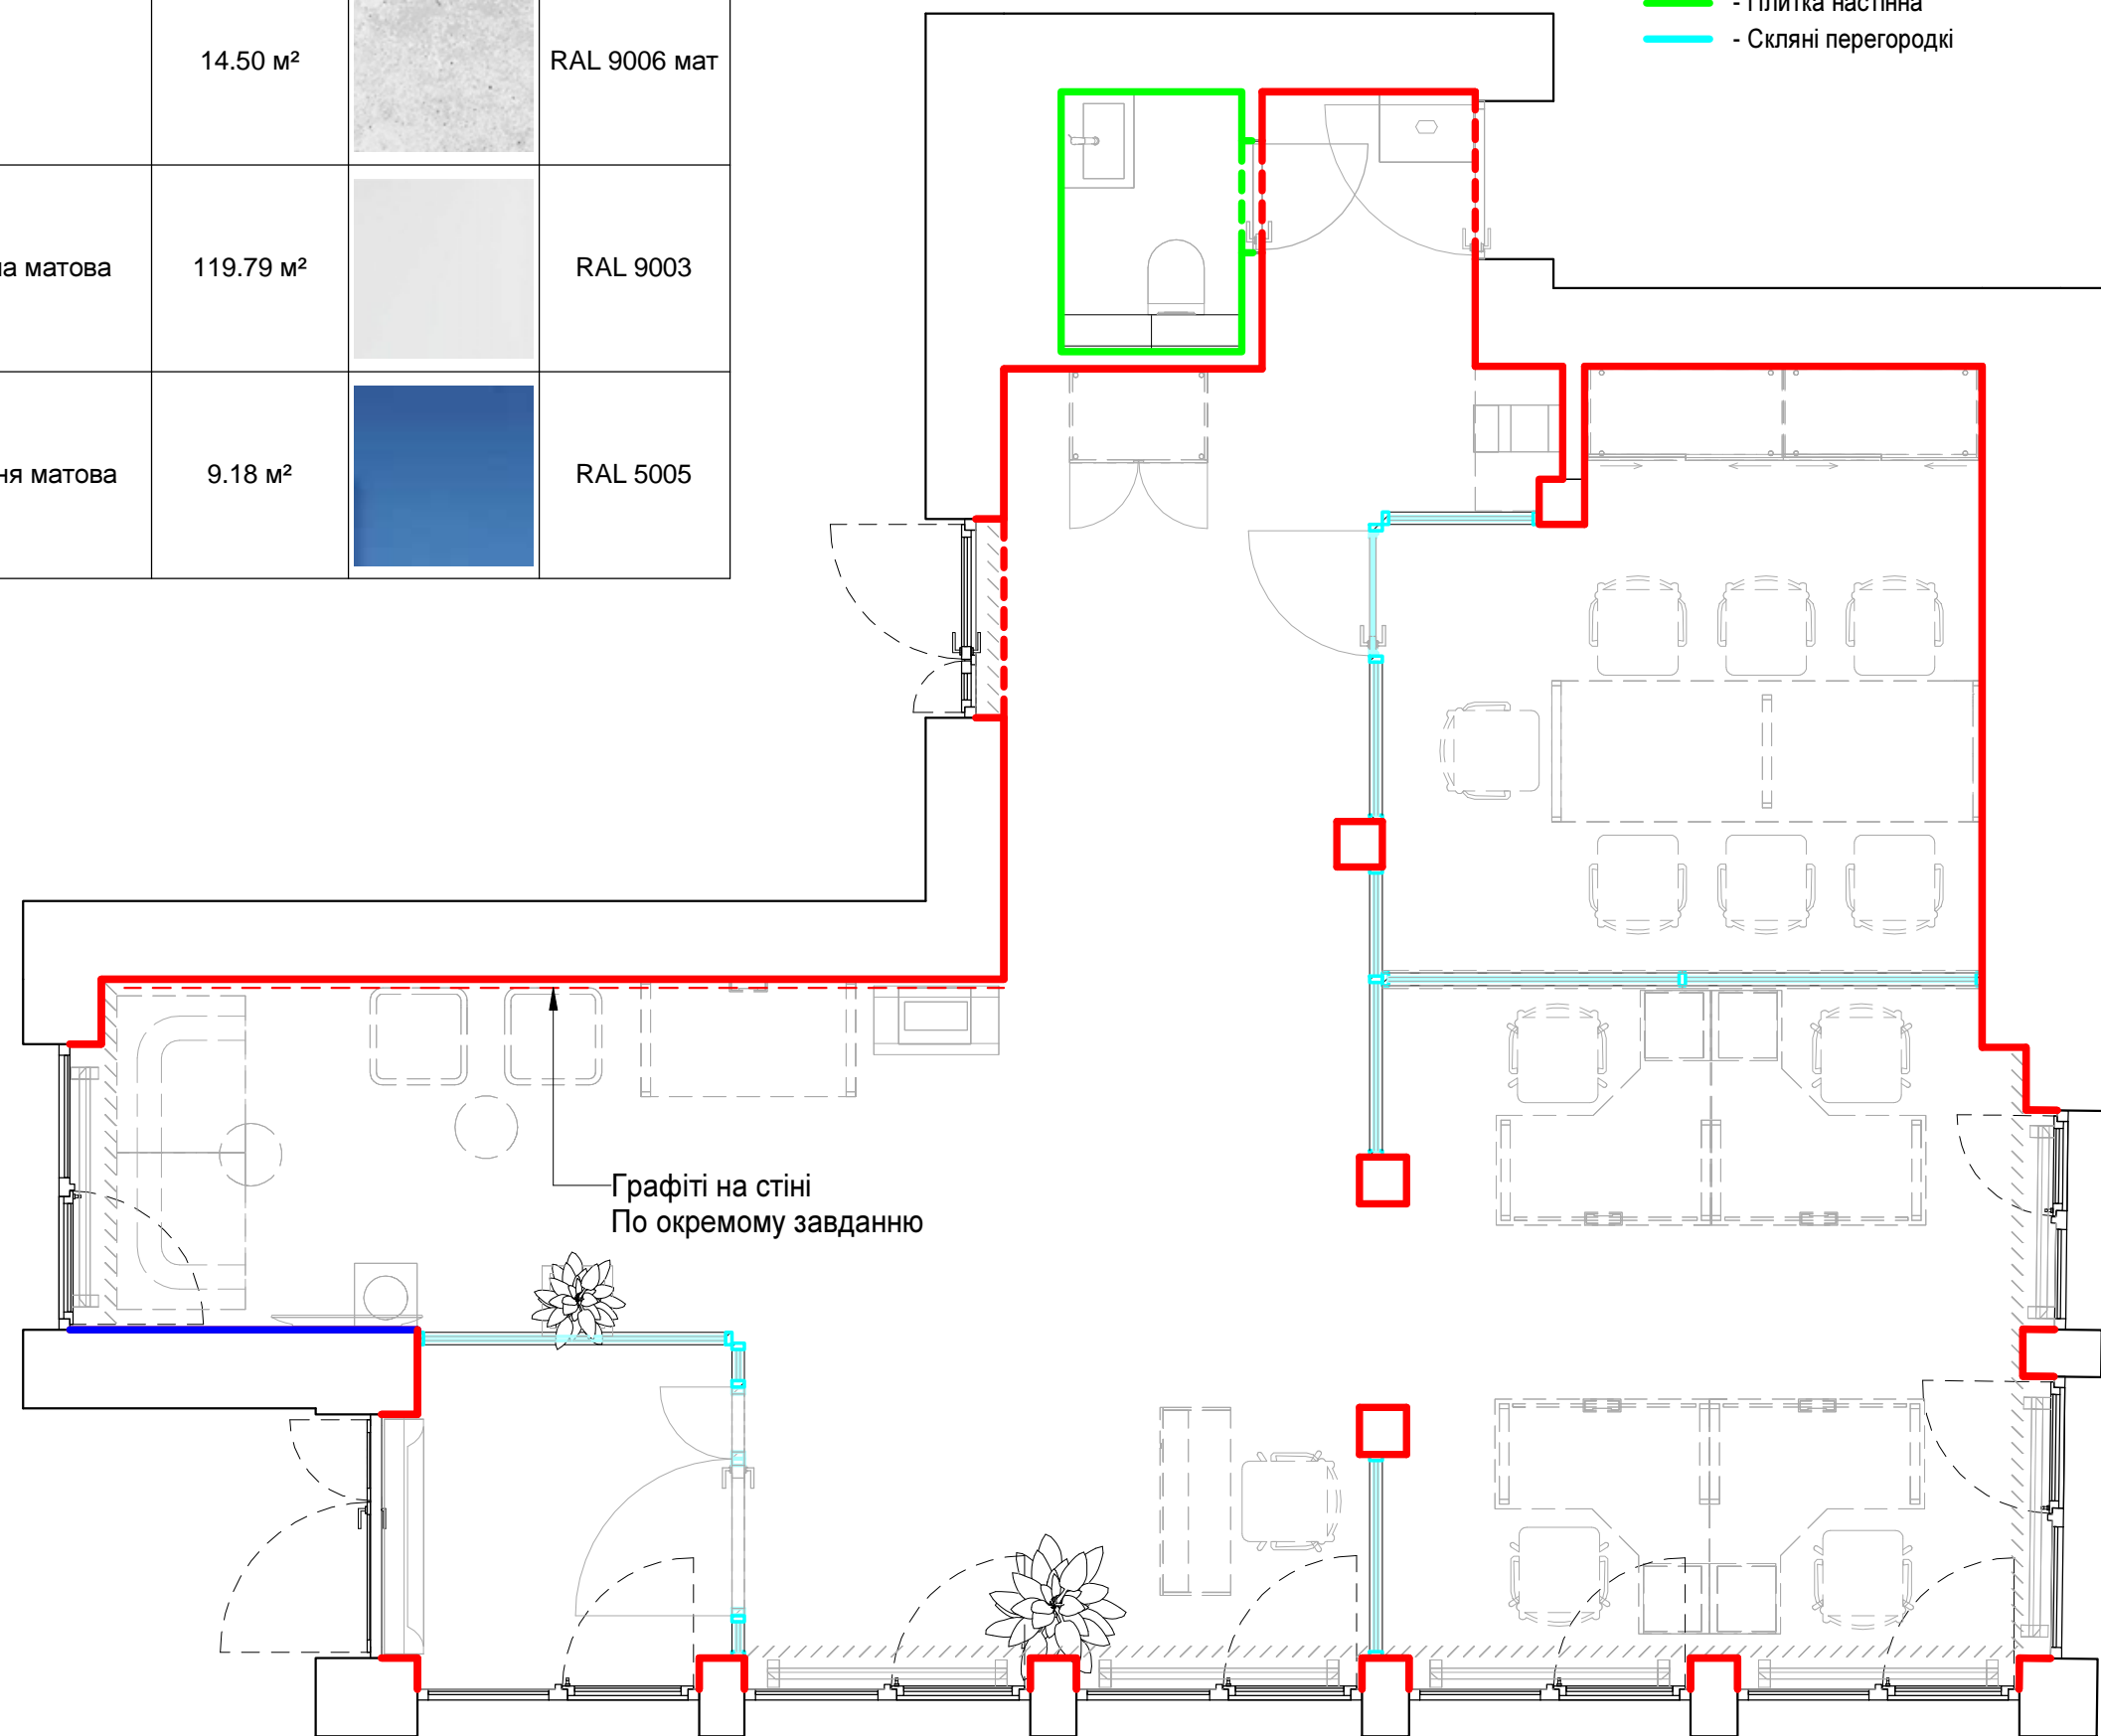 14.50 м²
RAL 9006 мат
матова
119.79 м²
RAL 9003
матова
9.18 м²
RAL 5005
- Плитка настінна
- Скляні перегородкі
Графіті на стіні
По окремому завданню